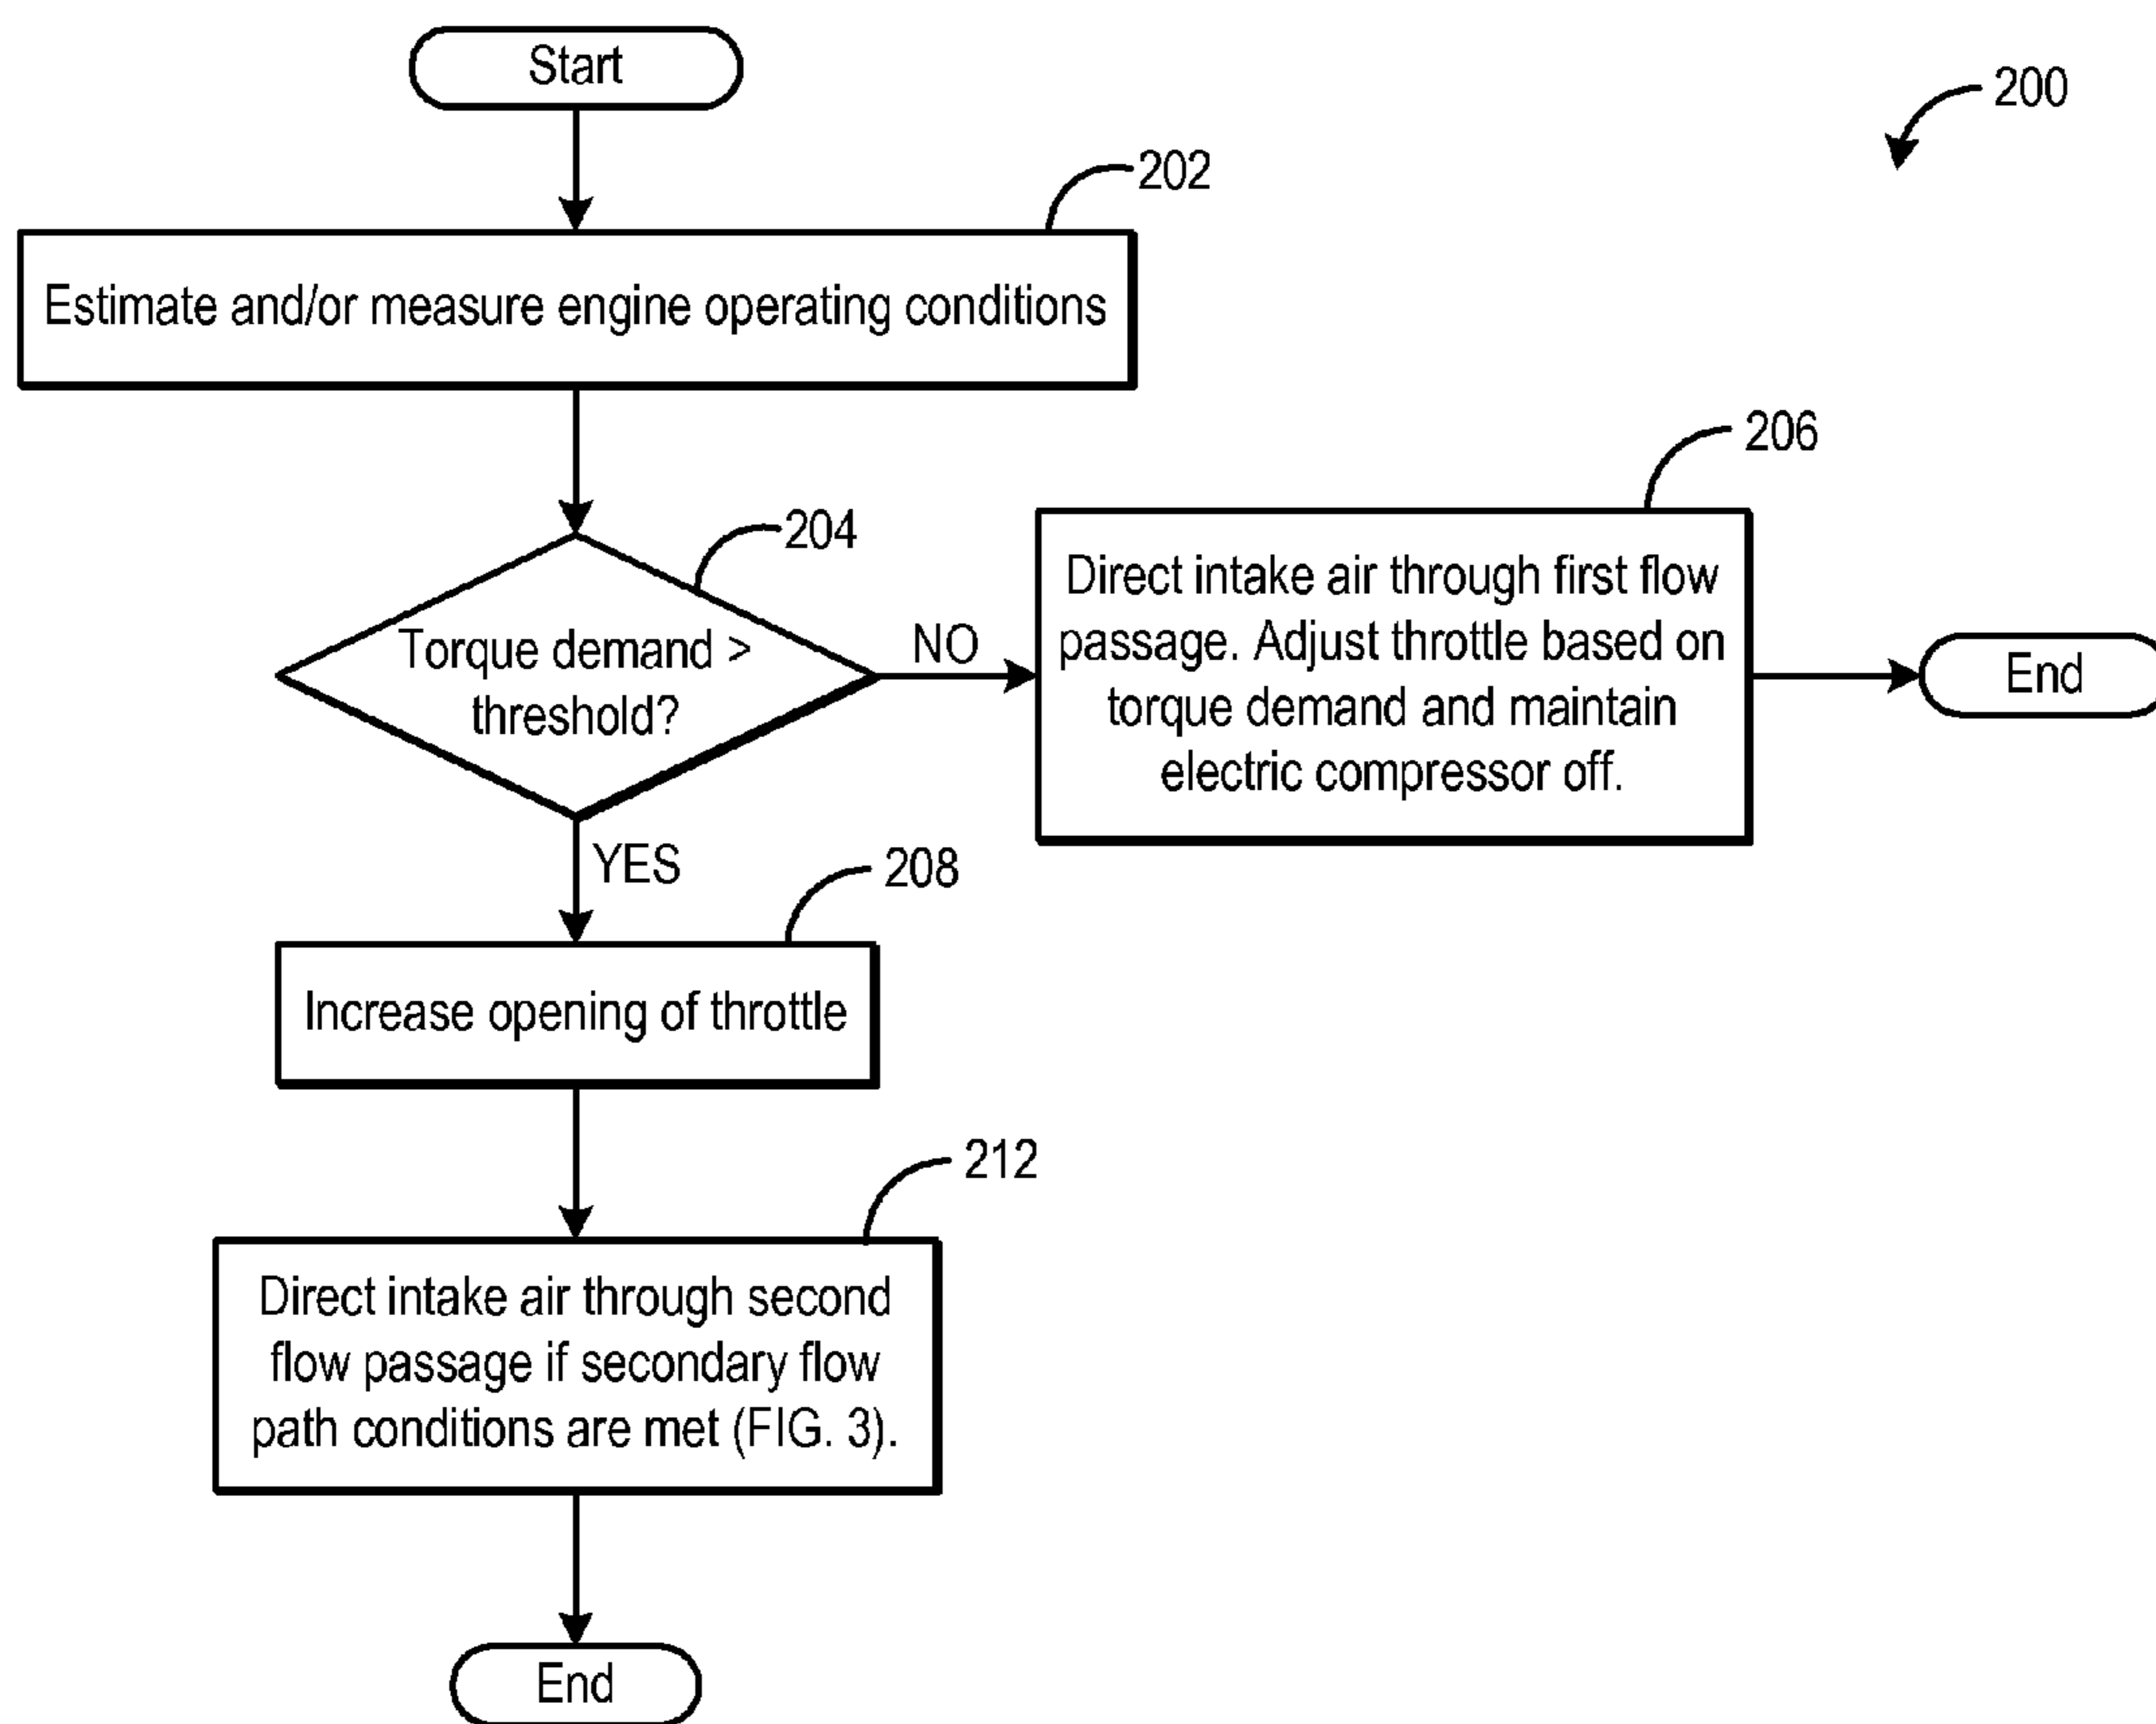 Start
200
202
Estimate and/or measure engine operating conditions
204
206
Torque demand >
threshold?
NO
Direct intake air through first flow
passage. Adjust throttle based on
torque demand and maintain
electric compressor off.
End
YES
208
Increase opening of throttle
212
Direct intake air through second
flow passage if secondary flow
path conditions are met (FIG. 3).
End